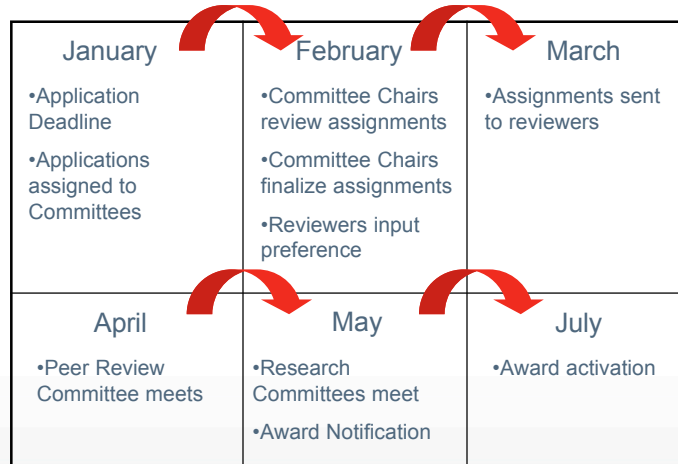 January
•Application
Deadline
•Applications
assigned to
Committees
February
•Committee Chairs
review assignments
•Committee Chairs
finalize assignments
•Reviewers input
preference
March
•Assignments sent
to reviewers
April
•Peer Review
Committee meets
May
•Research
Committees meet
•Award Notification
July
•Award activation